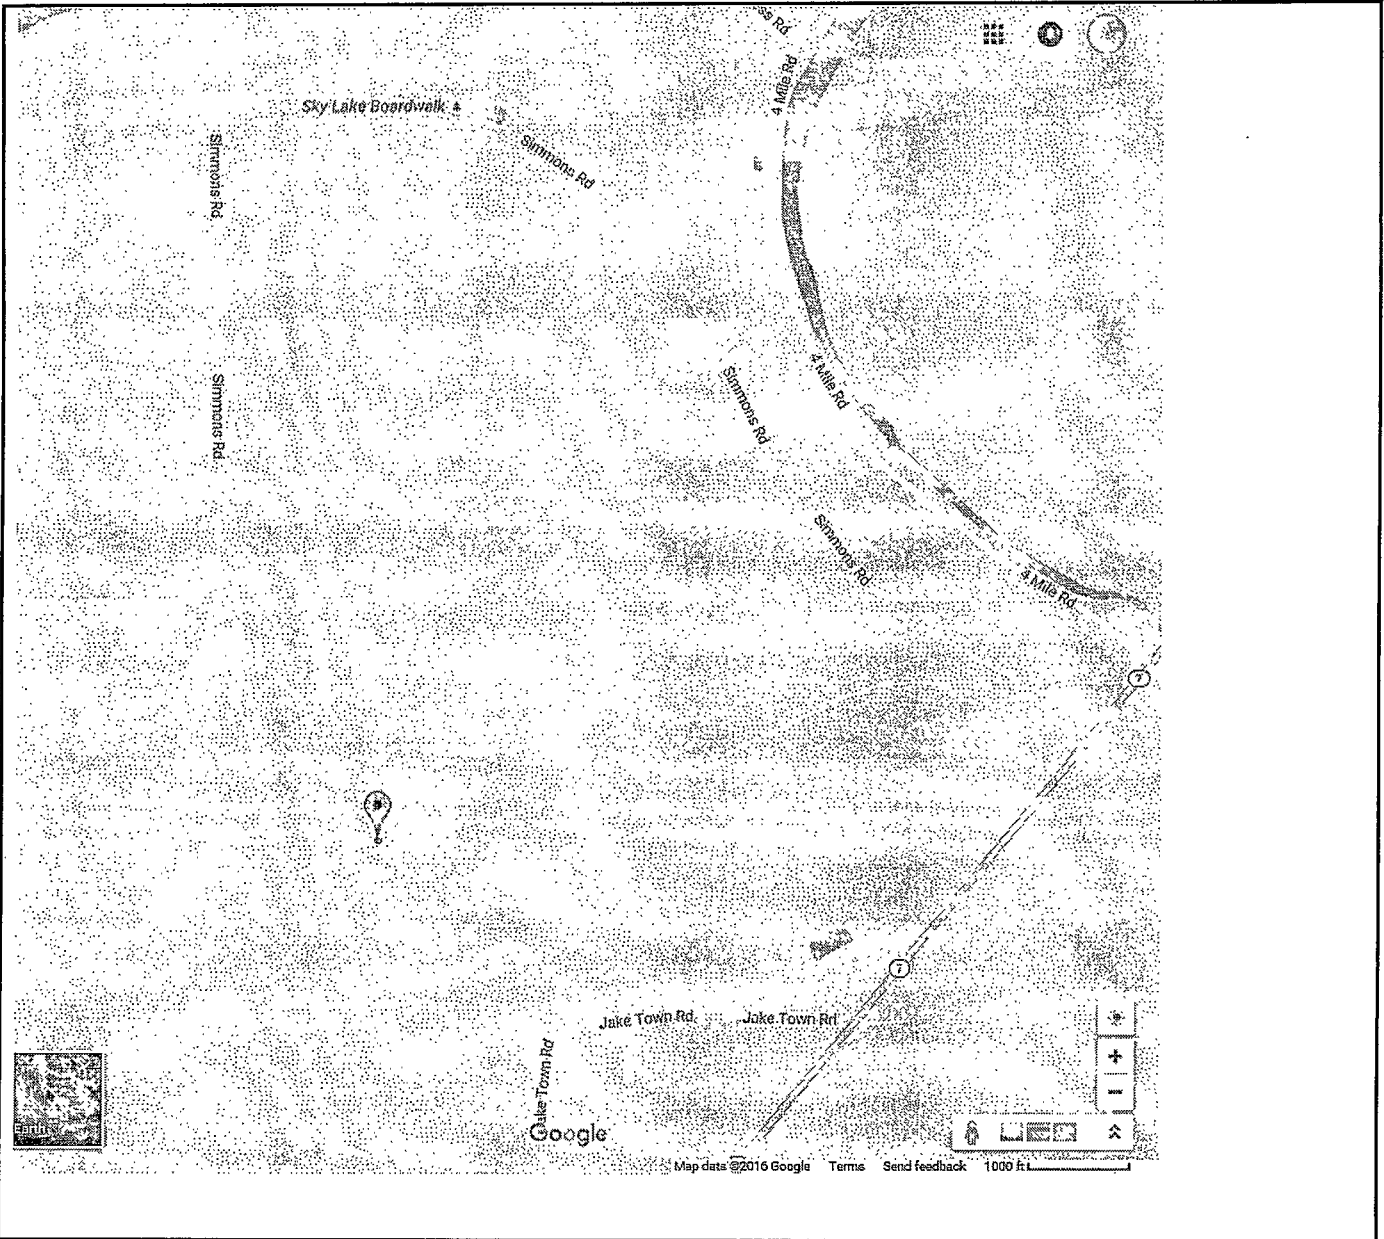 ss Rd
4 Mile Rd
Sky Lake Boardwalk
Simmons Rd
Simmons Rd
Simmons Rd
4 Mile Rd
Simmons Rd
Simmons Rd
4 Mile Rd
7
7
Jake Town Rd
Jake Town Rd
Jake Town Rd
Earth
Google
+
−
Map data ©2016 Google Terms Send feedback 1000 ft